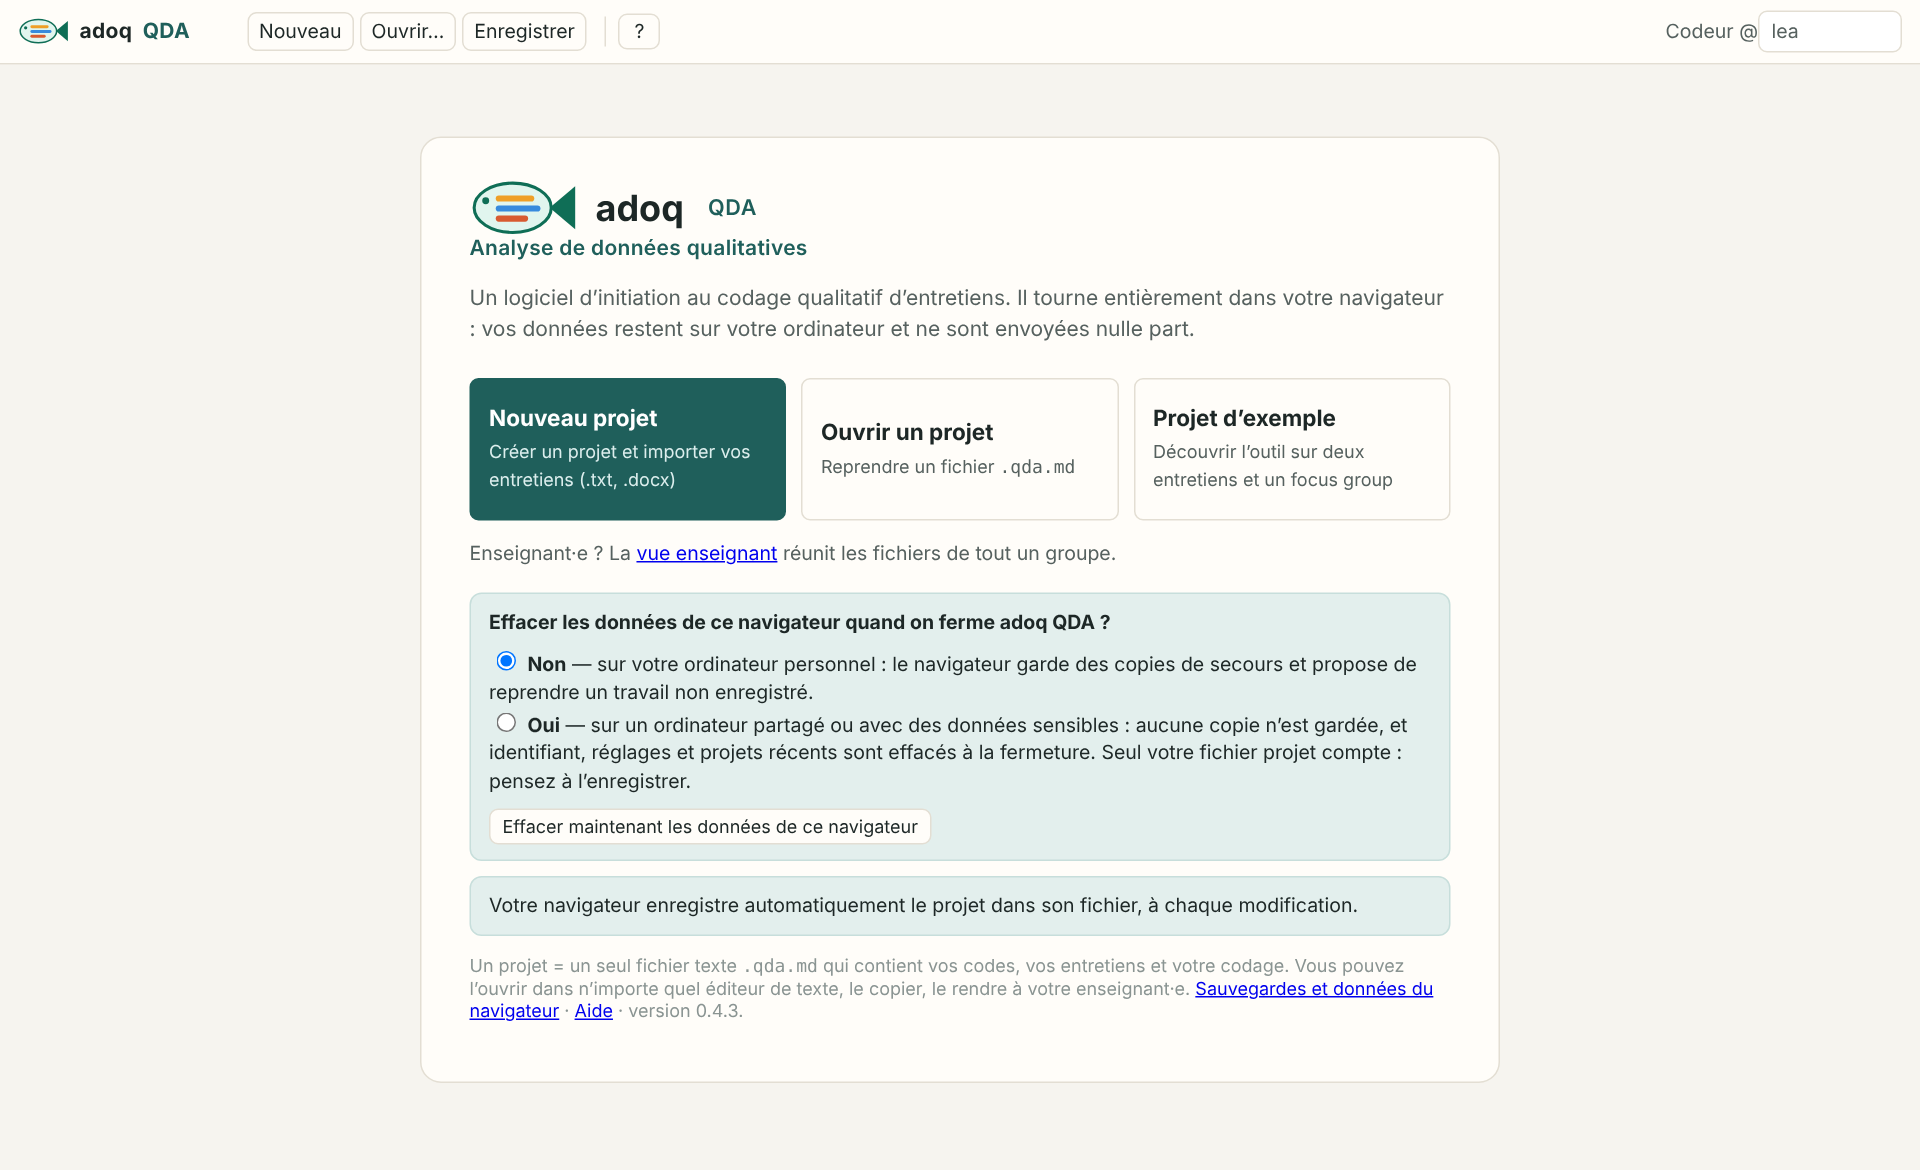 adoq QDA Nouveau Ouvrir... Enregistrer ? Codeur @ lea
adoq QDA
Analyse de données qualitatives
Un logiciel d’initiation au codage qualitatif d’entretiens. Il tourne entièrement dans votre navigateur
: vos données restent sur votre ordinateur et ne sont envoyées nulle part.
Nouveau projet
Créer un projet et importer vos
entretiens (.txt, .docx)
Ouvrir un projet
Reprendre un fichier .qda.md
Projet d’exemple
Découvrir l’outil sur deux
entretiens et un focus group
Enseignant·e ? La vue enseignant réunit les fichiers de tout un groupe.
Effacer les données de ce navigateur quand on ferme adoq QDA ?
Non — sur votre ordinateur personnel : le navigateur garde des copies de secours et propose de
reprendre un travail non enregistré.
Oui — sur un ordinateur partagé ou avec des données sensibles : aucune copie n’est gardée, et
identifiant, réglages et projets récents sont effacés à la fermeture. Seul votre fichier projet compte :
pensez à l’enregistrer.
Effacer maintenant les données de ce navigateur
Votre navigateur enregistre automatiquement le projet dans son fichier, à chaque modification.
Un projet = un seul fichier texte .qda.md qui contient vos codes, vos entretiens et votre codage. Vous pouvez
l’ouvrir dans n’importe quel éditeur de texte, le copier, le rendre à votre enseignant·e. Sauvegardes et données du
navigateur · Aide · version 0.4.3.